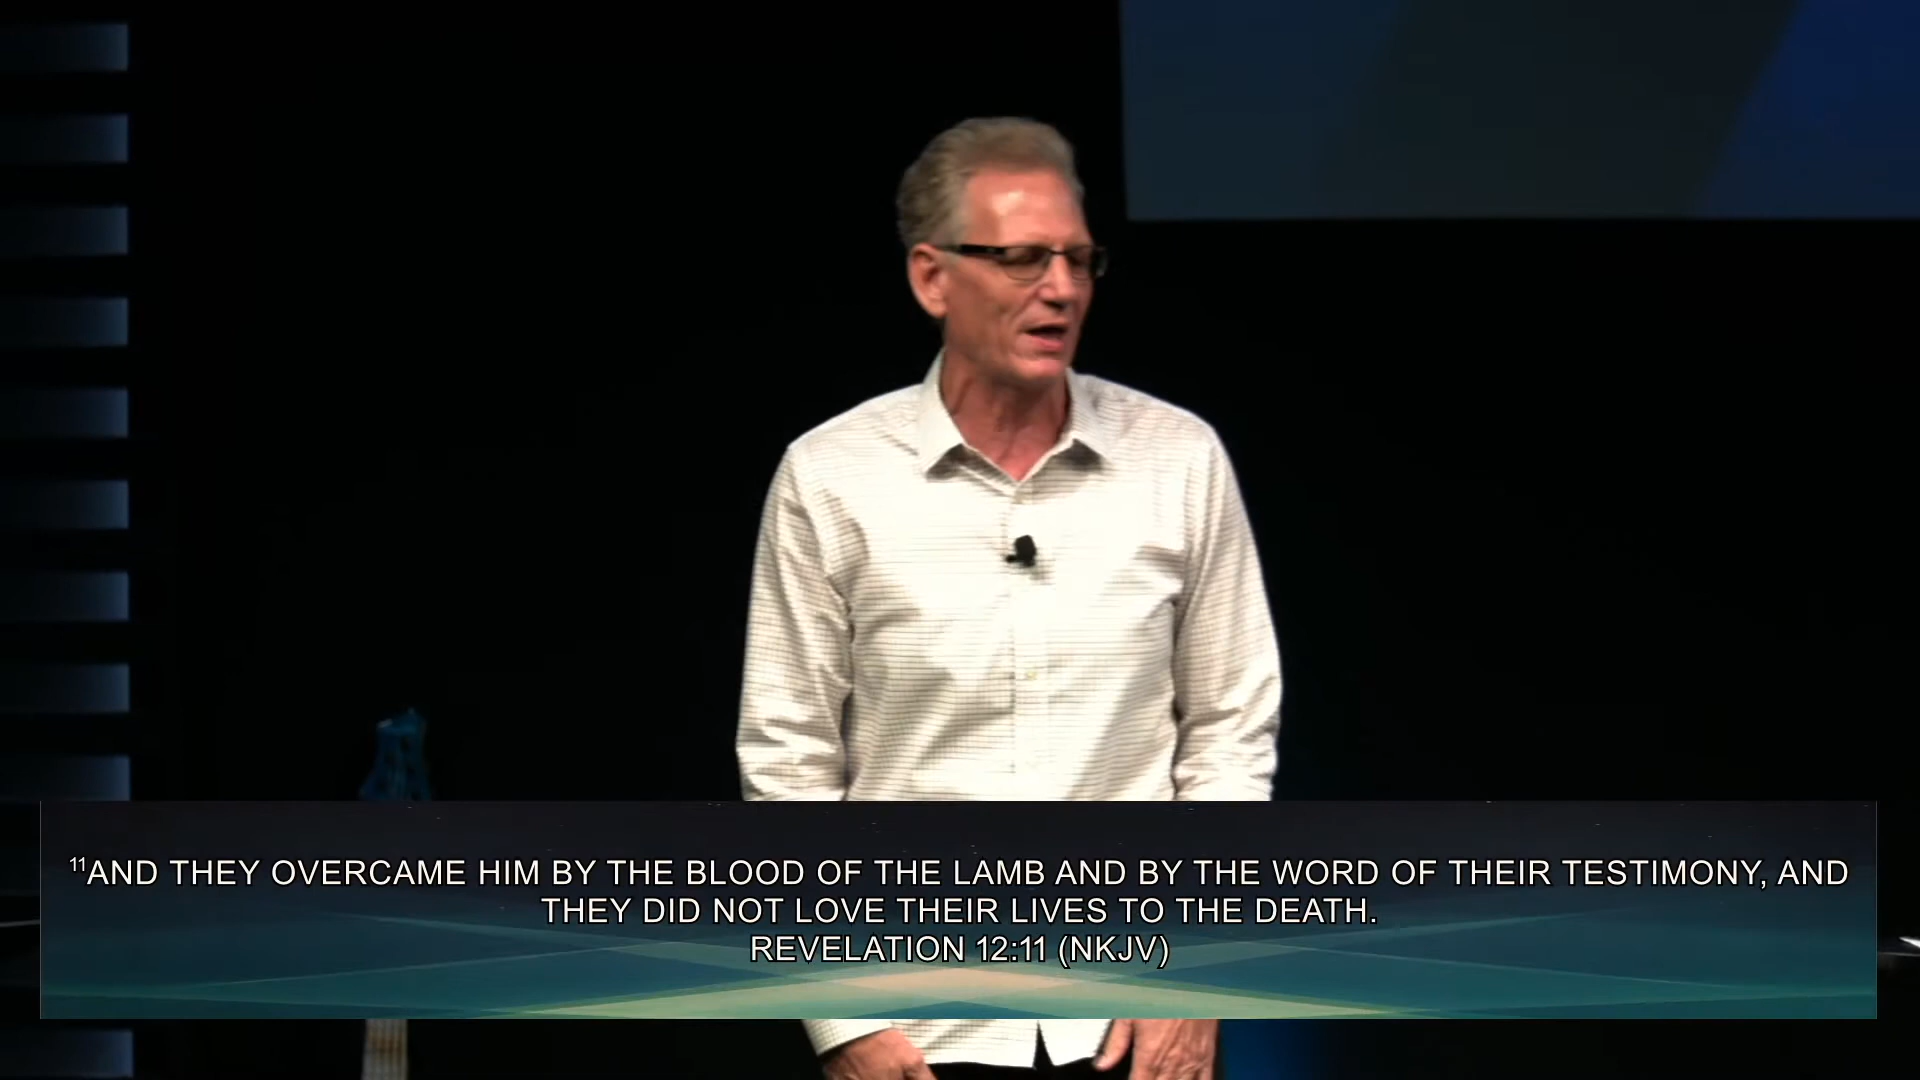 ¹¹AND THEY OVERCAME HIM BY THE BLOOD OF THE LAMB AND BY THE WORD OF THEIR TESTIMONY, AND
THEY DID NOT LOVE THEIR LIVES TO THE DEATH.
REVELATION 12:11 (NKJV)